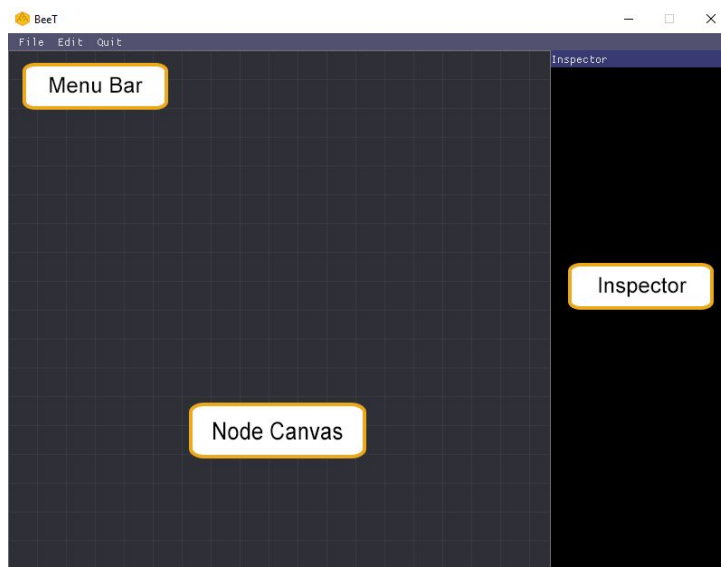 BeeT
File Edit Quit
Inspector
Menu Bar
Inspector
Node Canvas